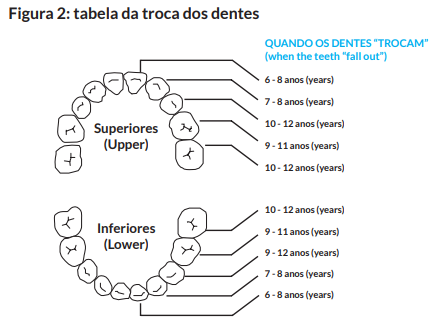 Figura 2: tabela da troca dos dentes
QUANDO OS DENTES “TROCAM”
(when the teeth “fall out”)
6 - 8 anos (years)
7 - 8 anos (years)
10 - 12 anos (years)
9 - 11 anos (years)
10 - 12 anos (years)
Superiores
(Upper)
10 - 12 anos (years)
9 - 11 anos (years)
9 - 12 anos (years)
7 - 8 anos (years)
6 - 8 anos (years)
Inferiores
(Lower)